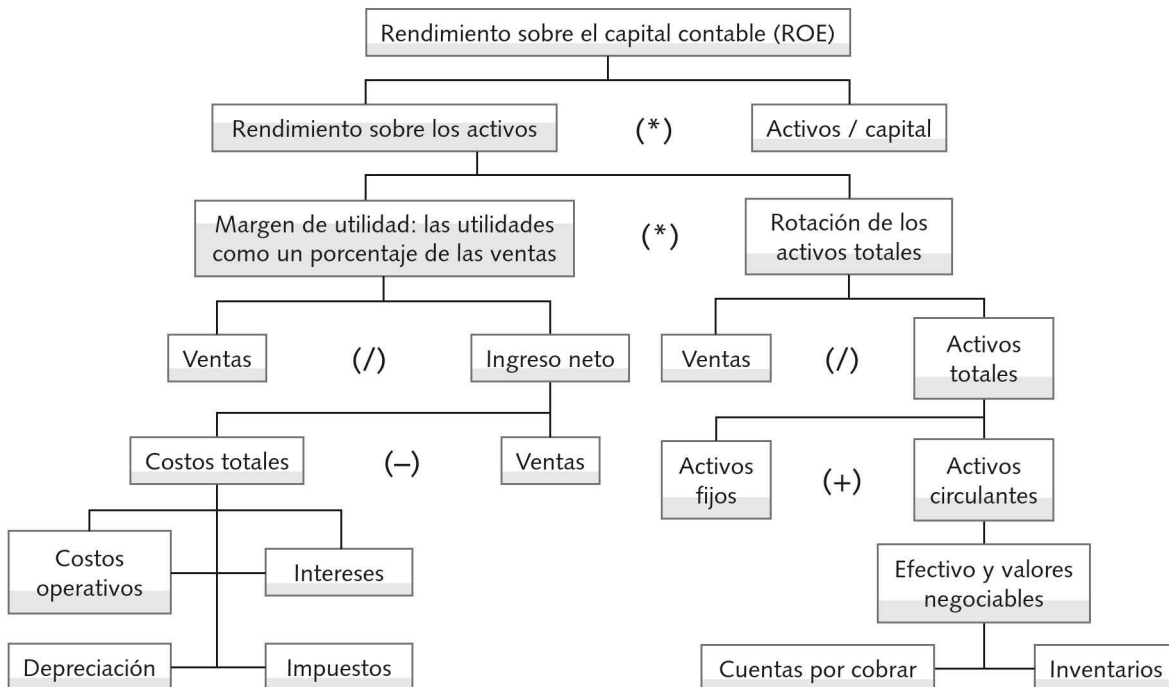 Rendimiento sobre el capital contable (ROE)
Rendimiento sobre los activos
(*)
Activos / capital
Margen de utilidad: las utilidades
como un porcentaje de las ventas
(*)
Rotación de los
activos totales
Ventas
(/)
Ingreso neto
Ventas
(/)
Activos
totales
Costos totales
(–)
Ventas
Activos
fijos
(+)
Activos
circulantes
Costos
operativos
Intereses
Efectivo y valores
negociables
Depreciación
Impuestos
Cuentas por cobrar
Inventarios